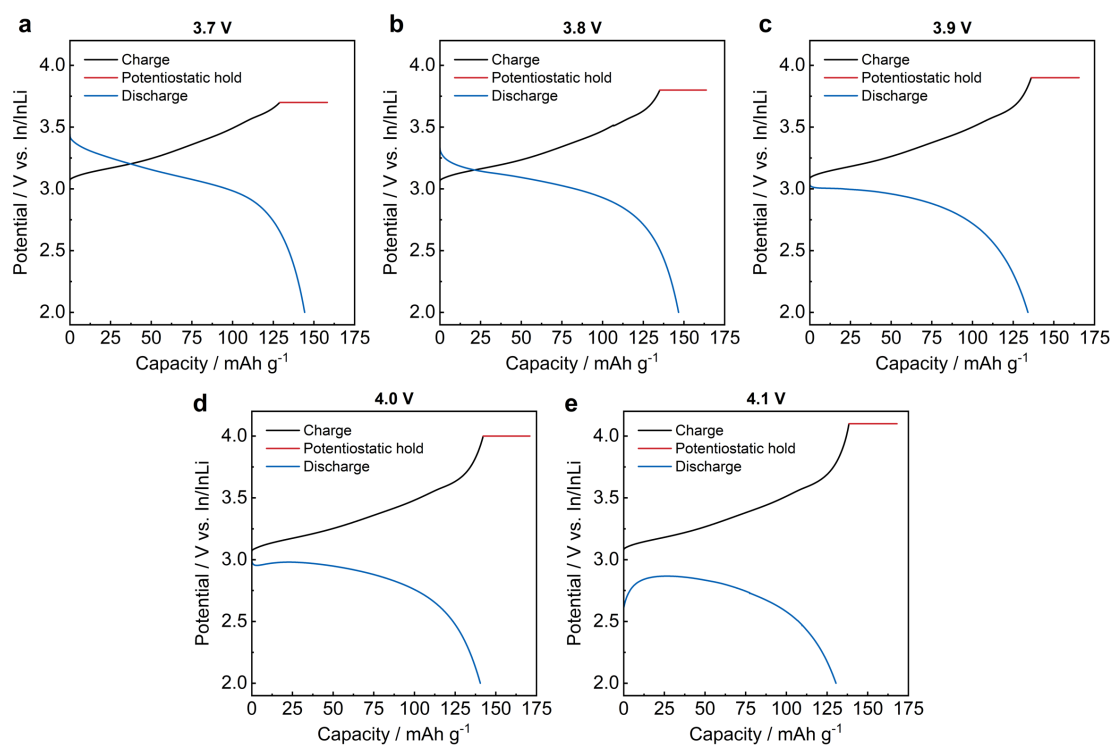 a
3.7 V
Charge
Potentiostatic hold
Discharge
4.0
3.5
3.0
2.5
2.0
Potential / V vs. In/InLi
0 25 50 75 100 125 150 175
Capacity / mAh g⁻¹
b
3.8 V
Charge
Potentiostatic hold
Discharge
4.0
3.5
3.0
2.5
2.0
Potential / V vs. In/InLi
0 25 50 75 100 125 150 175
Capacity / mAh g⁻¹
c
3.9 V
Charge
Potentiostatic hold
Discharge
4.0
3.5
3.0
2.5
2.0
Potential / V vs. In/InLi
0 25 50 75 100 125 150 175
Capacity / mAh g⁻¹
d
4.0 V
Charge
Potentiostatic hold
Discharge
4.0
3.5
3.0
2.5
2.0
Potential / V vs. In/InLi
0 25 50 75 100 125 150 175
Capacity / mAh g⁻¹
e
4.1 V
Charge
Potentiostatic hold
Discharge
4.0
3.5
3.0
2.5
2.0
Potential / V vs. In/InLi
0 25 50 75 100 125 150 175
Capacity / mAh g⁻¹